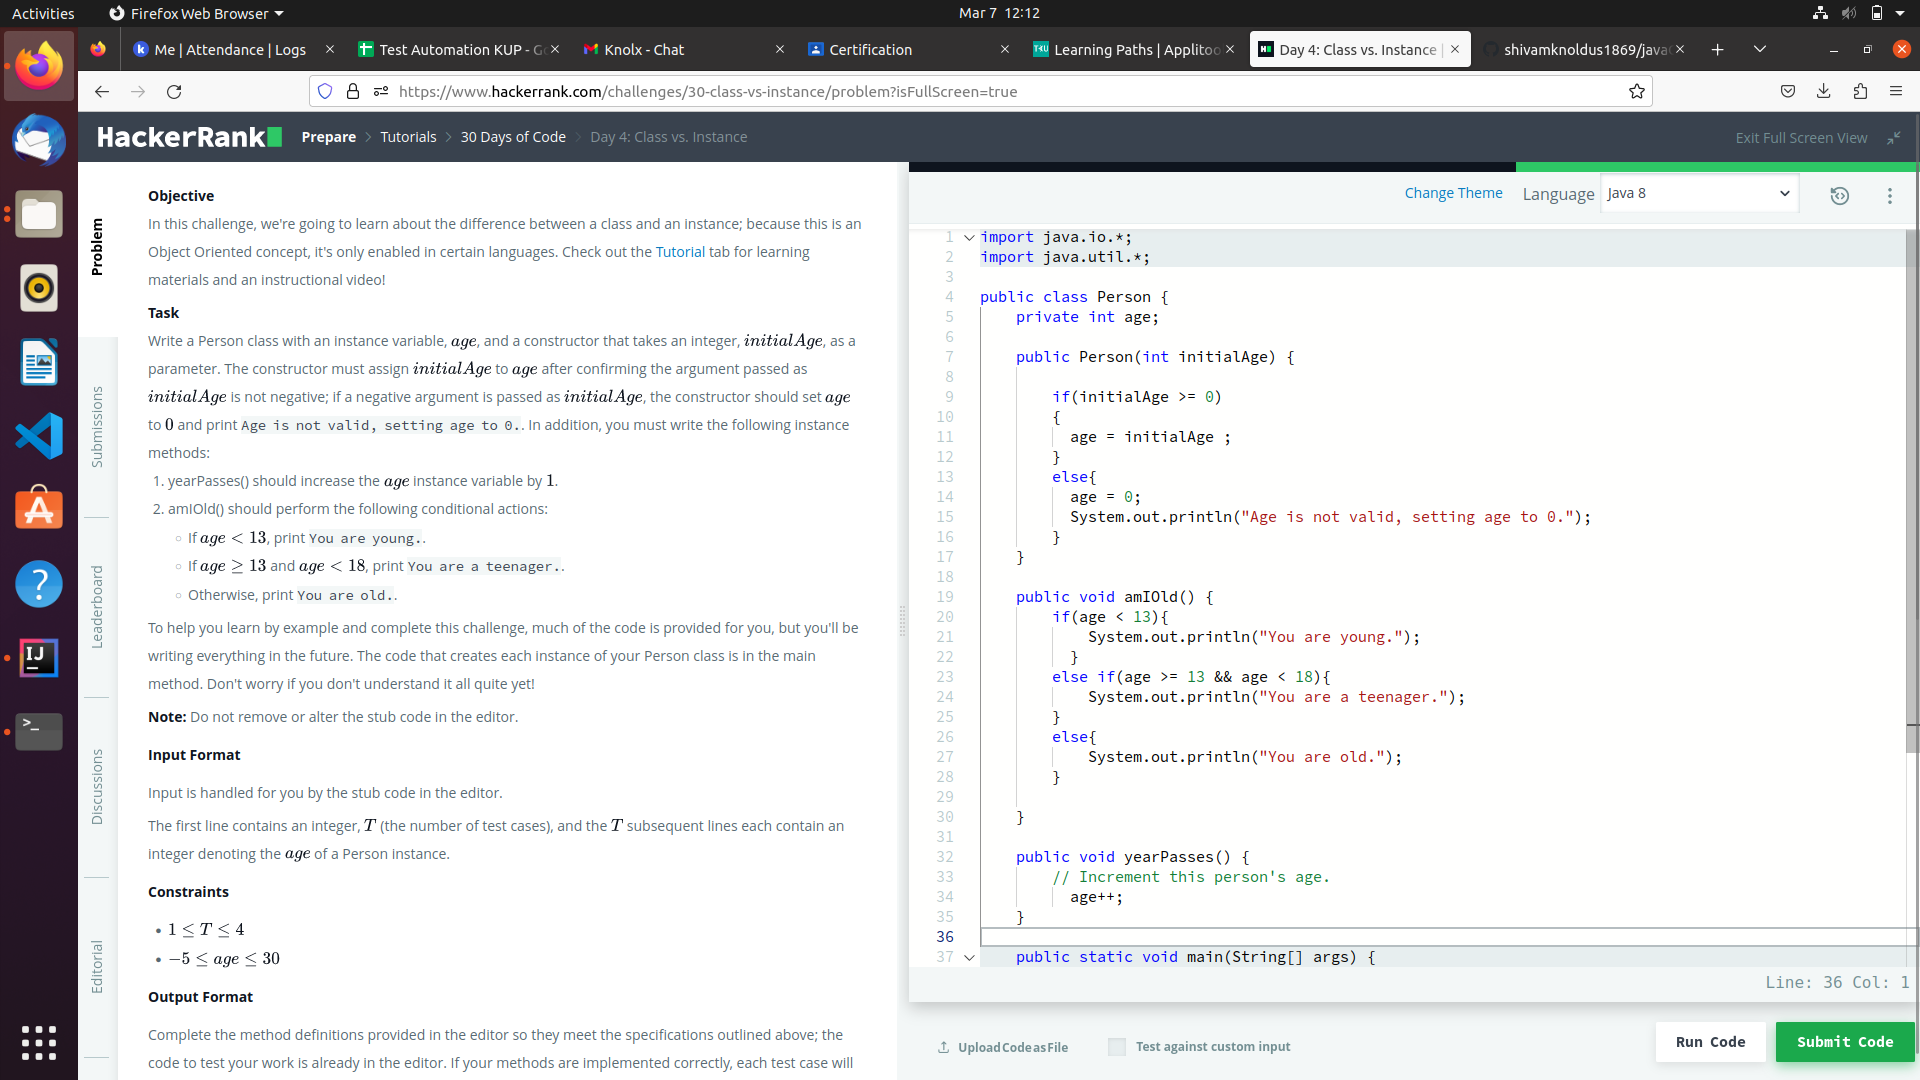 Activities
Firefox Web Browser
Mar 7 12:12
Me | Attendance | Logs
Test Automation KUP - Go
Knolx - Chat
Certification
Learning Paths | Applitoo
Day 4: Class vs. Instance |
shivamknoldus1869/java
https://www.hackerrank.com/challenges/30-class-vs-instance/problem?isFullScreen=true
HackerRank
Prepare > Tutorials > 30 Days of Code > Day 4: Class vs. Instance
Exit Full Screen View
Problem
Submissions
Leaderboard
Discussions
Editorial
Objective
In this challenge, we're going to learn about the difference between a class and an instance; because this is an
Object Oriented concept, it's only enabled in certain languages. Check out the Tutorial tab for learning
materials and an instructional video!
Task
Write a Person class with an instance variable, age, and a constructor that takes an integer, initialAge, as a
parameter. The constructor must assign initialAge to age after confirming the argument passed as
initialAge is not negative; if a negative argument is passed as initialAge, the constructor should set age
to 0 and print Age is not valid, setting age to 0.. In addition, you must write the following instance
methods:
1. yearPasses() should increase the age instance variable by 1.
2. amIOld() should perform the following conditional actions:
◦ If age < 13, print You are young..
◦ If age ≥ 13 and age < 18, print You are a teenager..
◦ Otherwise, print You are old..
To help you learn by example and complete this challenge, much of the code is provided for you, but you'll be
writing everything in the future. The code that creates each instance of your Person class is in the main
method. Don't worry if you don't understand it all quite yet!
Note: Do not remove or alter the stub code in the editor.
Input Format
Input is handled for you by the stub code in the editor.
The first line contains an integer, T (the number of test cases), and the T subsequent lines each contain an
integer denoting the age of a Person instance.
Constraints
• 1 ≤ T ≤ 4
• −5 ≤ age ≤ 30
Output Format
Complete the method definitions provided in the editor so they meet the specifications outlined above; the
code to test your work is already in the editor. If your methods are implemented correctly, each test case will
Change Theme
Language
Java 8
1 import java.io.*;
2 import java.util.*;
3
4 public class Person {
5     private int age;
6
7     public Person(int initialAge) {
8
9         if(initialAge >= 0)
10         {
11           age = initialAge ;
12         }
13         else{
14           age = 0;
15           System.out.println("Age is not valid, setting age to 0.");
16         }
17     }
18
19     public void amIOld() {
20         if(age < 13){
21             System.out.println("You are young.");
22           }
23         else if(age >= 13 && age < 18){
24             System.out.println("You are a teenager.");
25         }
26         else{
27             System.out.println("You are old.");
28         }
29
30     }
31
32     public void yearPasses() {
33         // Increment this person's age.
34           age++;
35     }
36
37     public static void main(String[] args) {
Line: 36 Col: 1
Upload Code as File
Test against custom input
Run Code
Submit Code